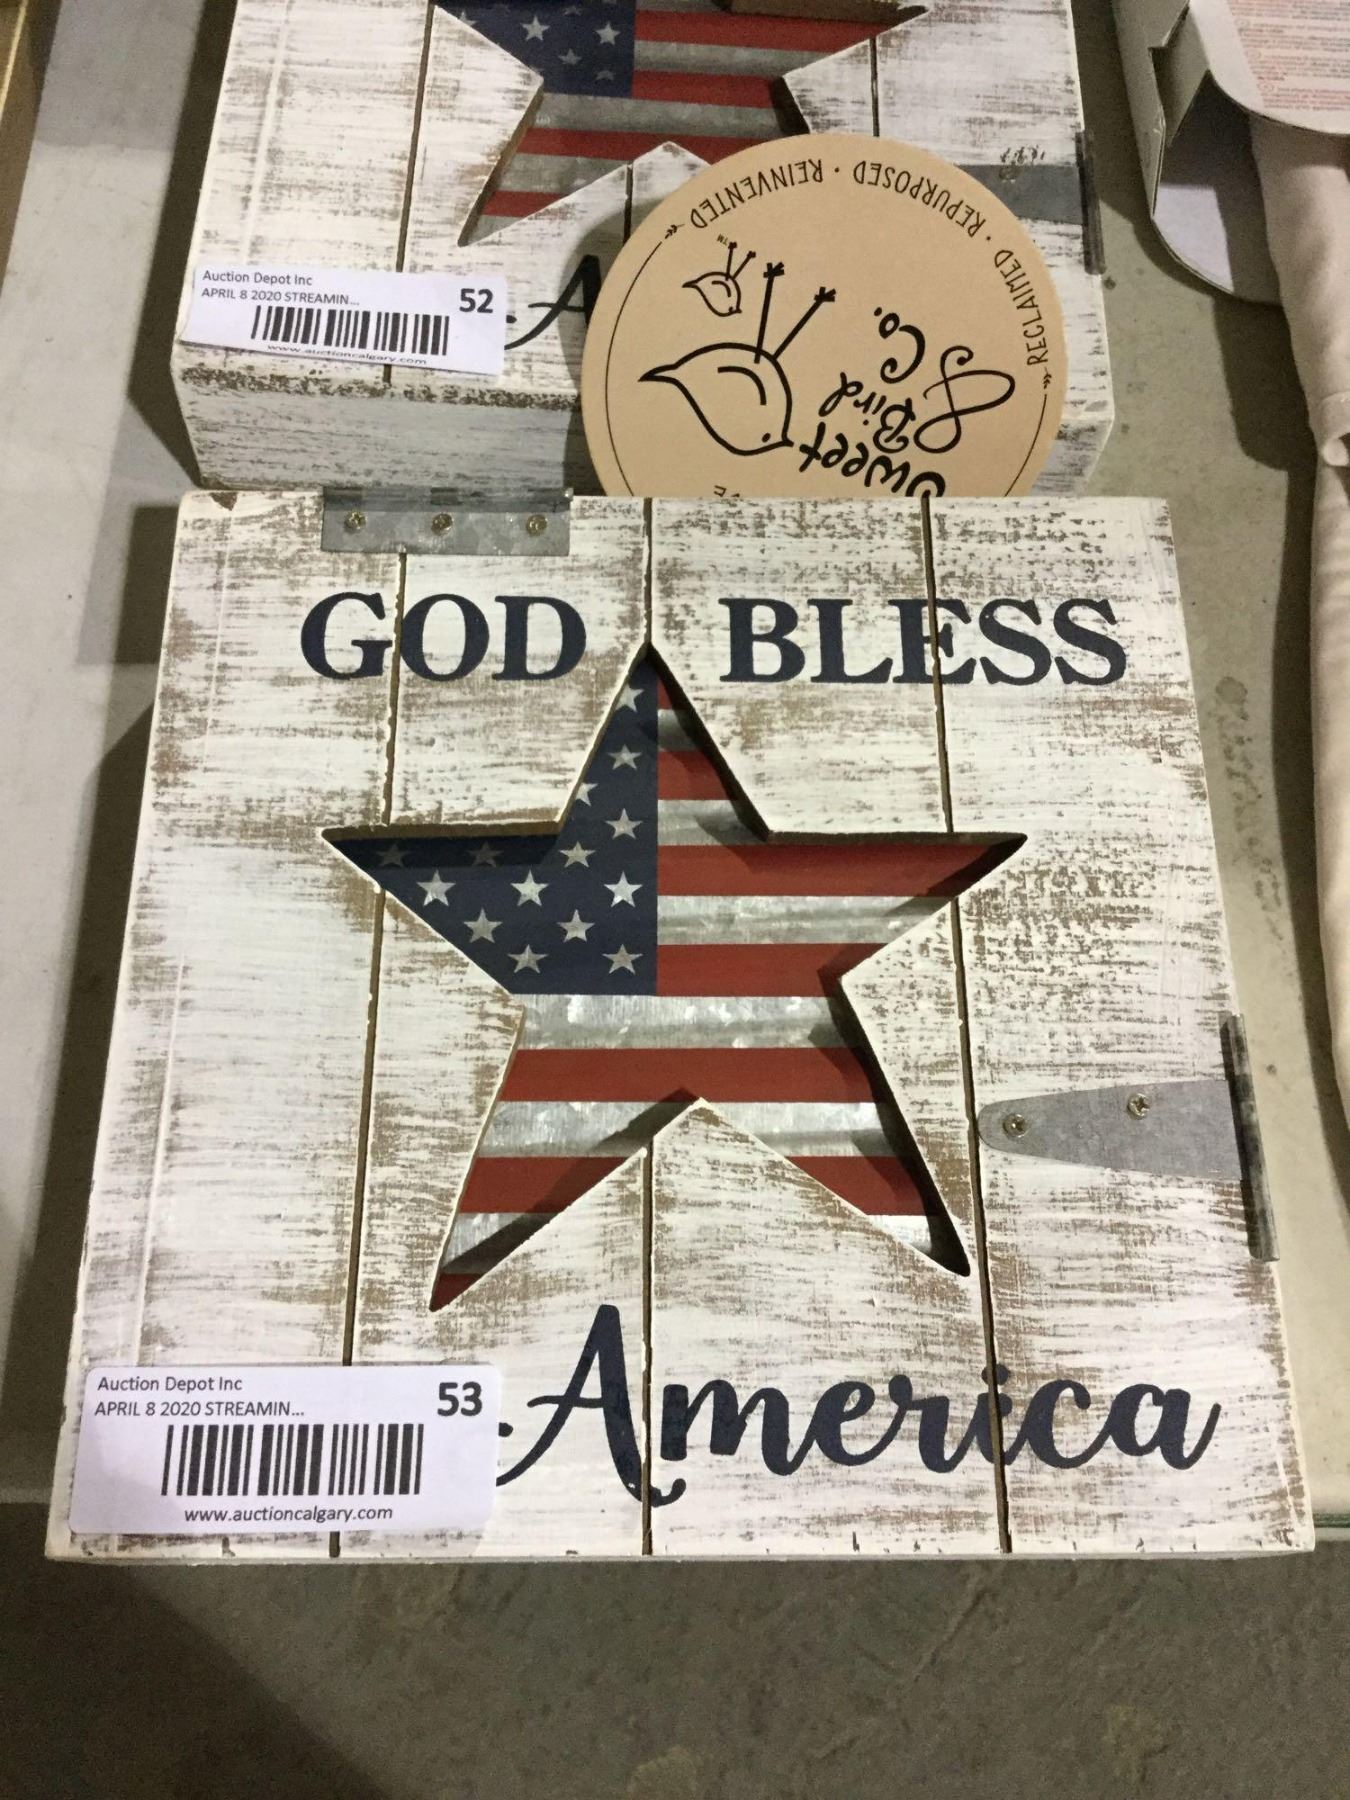 Auction Depot Inc
APRIL 8 2020 STREAMIN...
52
www.auctioncalgary.com
A
RECLAIMED · REPURPOSED · REINVENTED
TM
Sweet
Bird
& Co.
GOD BLESS
America
Auction Depot Inc
APRIL 8 2020 STREAMIN...
53
www.auctioncalgary.com